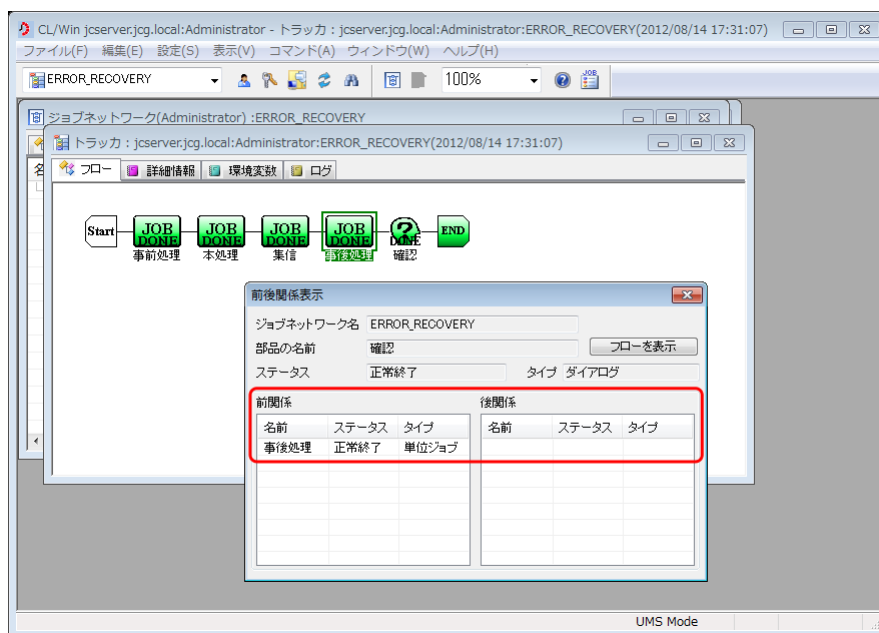 CL/Win jcserver.jcg.local:Administrator - トラッカ : jcserver.jcg.local:Administrator:ERROR_RECOVERY(2012/08/14 17:31:07)
ファイル(F) 編集(E) 設定(S) 表示(V) コマンド(A) ウィンドウ(W) ヘルプ(H)
ERROR_RECOVERY 100% JOB
ジョブネットワーク(Administrator) :ERROR_RECOVERY
トラッカ : jcserver.jcg.local:Administrator:ERROR_RECOVERY(2012/08/14 17:31:07)
フロー 詳細情報 環境変数 ログ
Start JOB DONE JOB DONE JOB DONE JOB DONE ? DONE END
事前処理 本処理 集信 事後処理 確認
前後関係表示
ジョブネットワーク名 ERROR_RECOVERY
部品の名前 確認 フローを表示
ステータス 正常終了 タイプ ダイアログ
前関係 後関係
名前 ステータス タイプ 名前 ステータス タイプ
事後処理 正常終了 単位ジョブ
UMS Mode